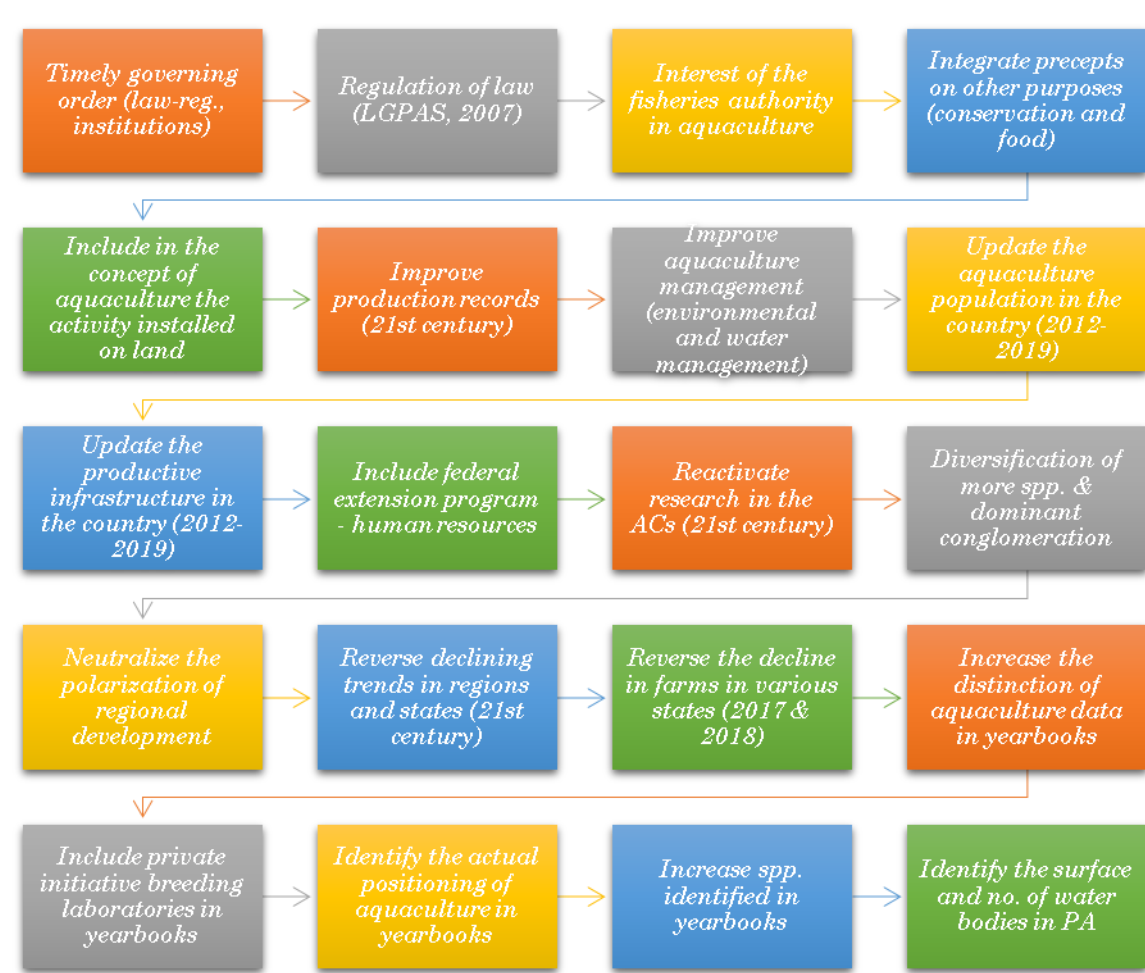 Timely governing
order (law-reg.,
institutions)
Regulation of law
(LGPAS, 2007)
Interest of the
fisheries authority
in aquaculture
Integrate precepts
on other purposes
(conservation and
food)
Include in the
concept of
aquaculture the
activity installed
on land
Improve
production records
(21st century)
Improve
aquaculture
management
(environmental
and water
management)
Update the
aquaculture
population in the
country (2012-
2019)
Update the
productive
infrastructure in
the country (2012-
2019)
Include federal
extension program
- human resources
Reactivate
research in the
ACs (21st century)
Diversification of
more spp. &
dominant
conglomeration
Neutralize the
polarization of
regional
development
Reverse declining
trends in regions
and states (21st
century)
Reverse the decline
in farms in various
states (2017 &
2018)
Increase the
distinction of
aquaculture data
in yearbooks
Include private
initiative breeding
laboratories in
yearbooks
Identify the actual
positioning of
aquaculture in
yearbooks
Increase spp.
identified in
yearbooks
Identify the surface
and no. of water
bodies in PA